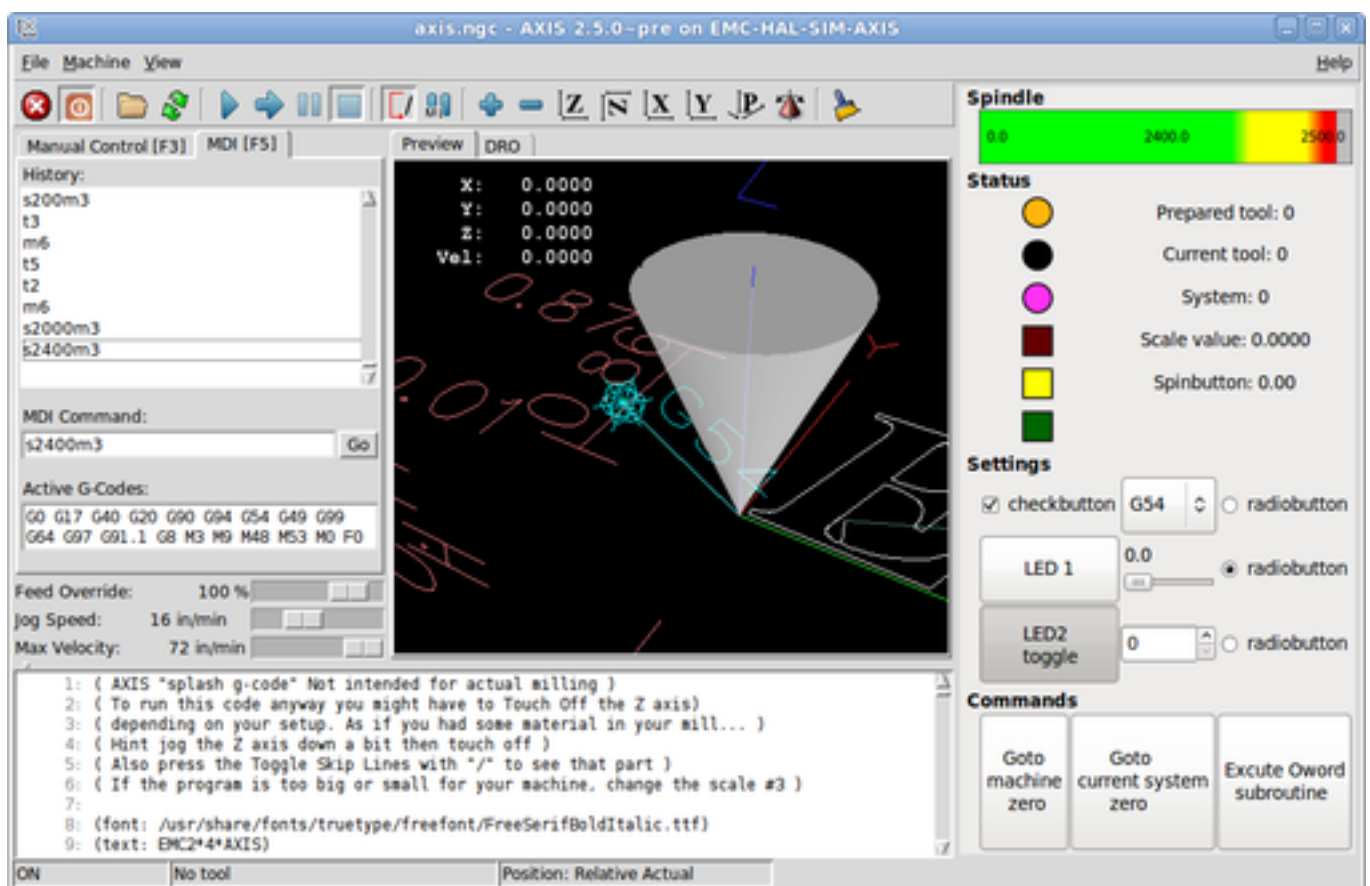 axis.ngc - AXIS 2.5.0~pre on EMC-HAL-SIM-AXIS
File Machine View Help
Z N X Y P
Manual Control [F3] MDI [F5]
History:
s200m3
t3
m6
t5
t2
m6
s2000m3
s2400m3
MDI Command:
s2400m3 Go
Active G-Codes:
G0 G17 G40 G20 G90 G94 G54 G49 G99
G64 G97 G91.1 G8 M3 M9 M48 M53 M0 F0
Feed Override: 100 %
Jog Speed: 16 in/min
Max Velocity: 72 in/min
Preview DRO
X: 0.0000
Y: 0.0000
Z: 0.0000
Vel: 0.0000
G54
Y
Spindle
0.0 2400.0 2500.0
Status
Prepared tool: 0
Current tool: 0
System: 0
Scale value: 0.0000
Spinbutton: 0.00
Settings
checkbutton G54 radiobutton
LED 1 0.0 radiobutton
LED2
toggle 0 radiobutton
Commands
Goto
machine
zero
Goto
current system
zero
Excute Oword
subroutine
1: ( AXIS "splash g-code" Not intended for actual milling )
2: ( To run this code anyway you might have to Touch Off the Z axis)
3: ( depending on your setup. As if you had some material in your mill... )
4: ( Hint jog the Z axis down a bit then touch off )
5: ( Also press the Toggle Skip Lines with "/" to see that part )
6: ( If the program is too big or small for your machine, change the scale #3 )
7:
8: (font: /usr/share/fonts/truetype/freefont/FreeSerifBoldItalic.ttf)
9: (text: EMC2*4*AXIS)
ON No tool Position: Relative Actual